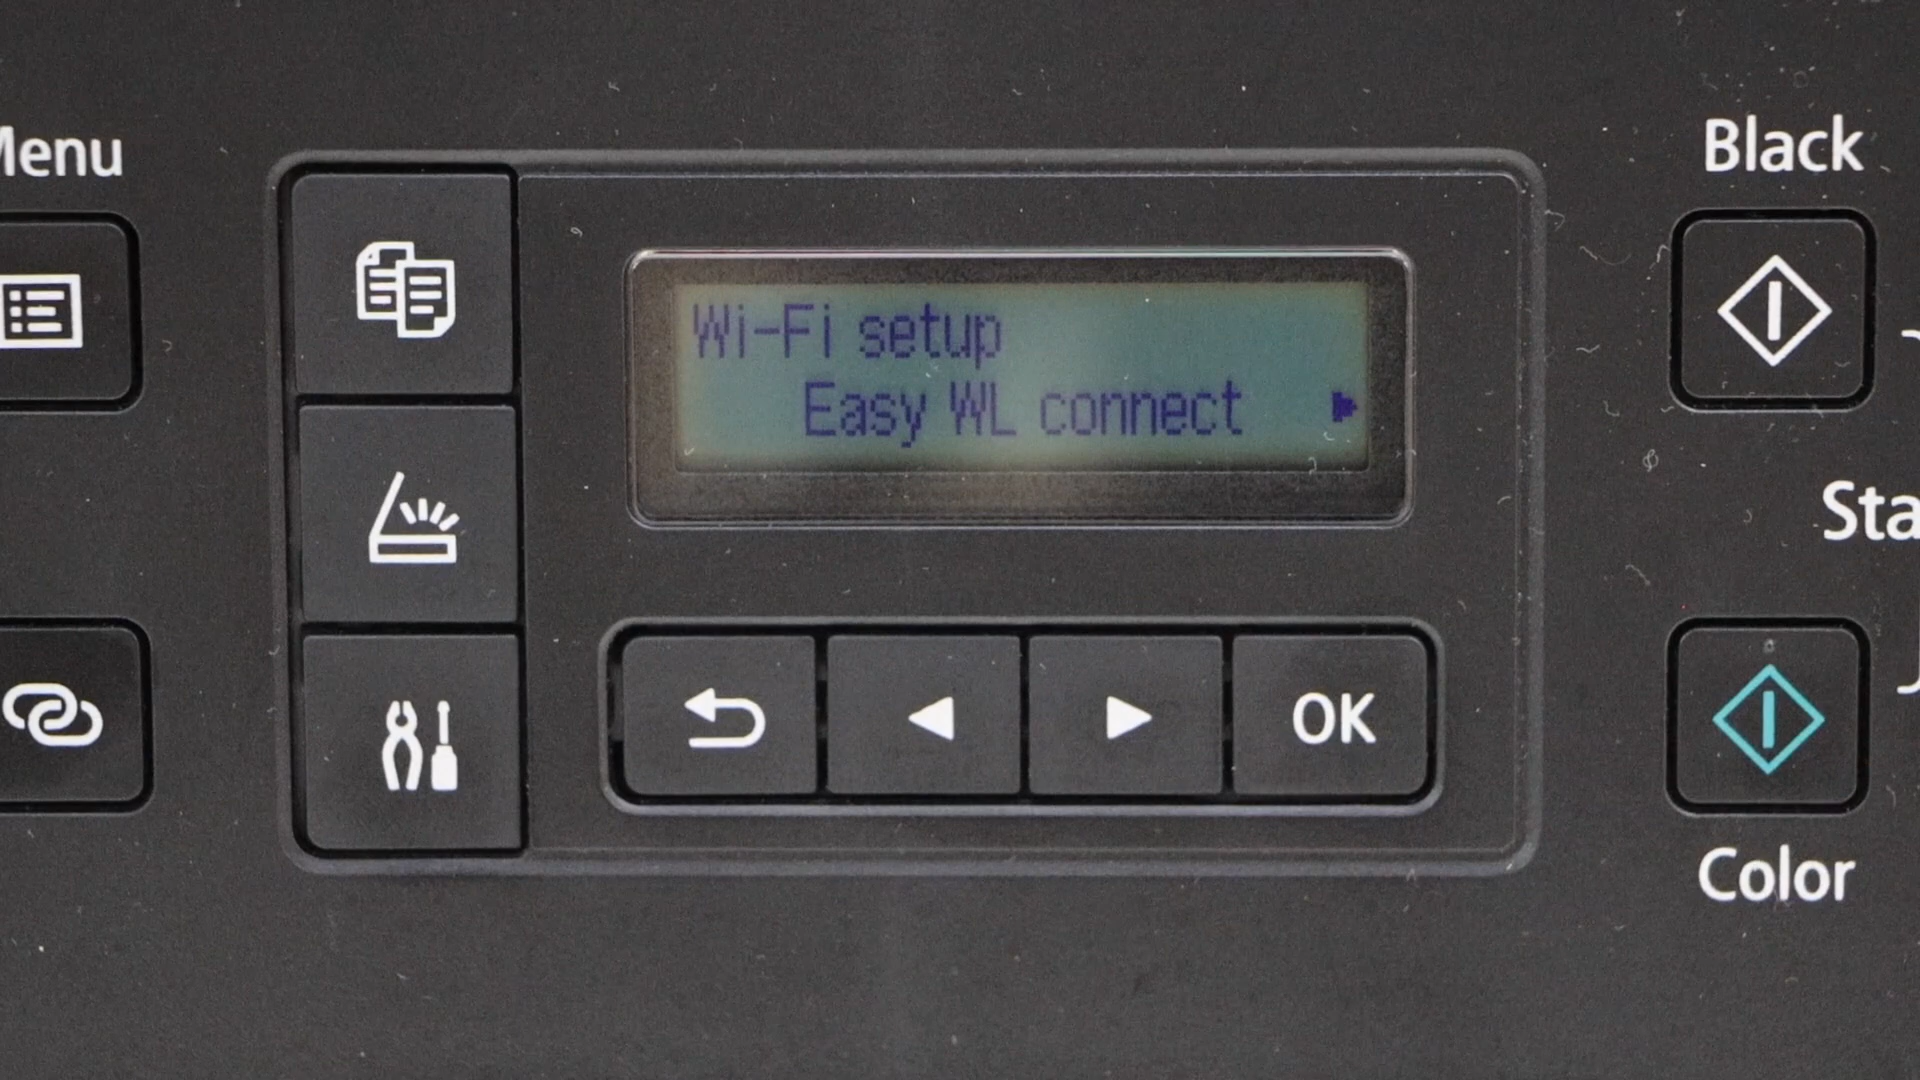 Menu
Black
Wi-Fi setup
Easy WL connect
Sta
OK
Color